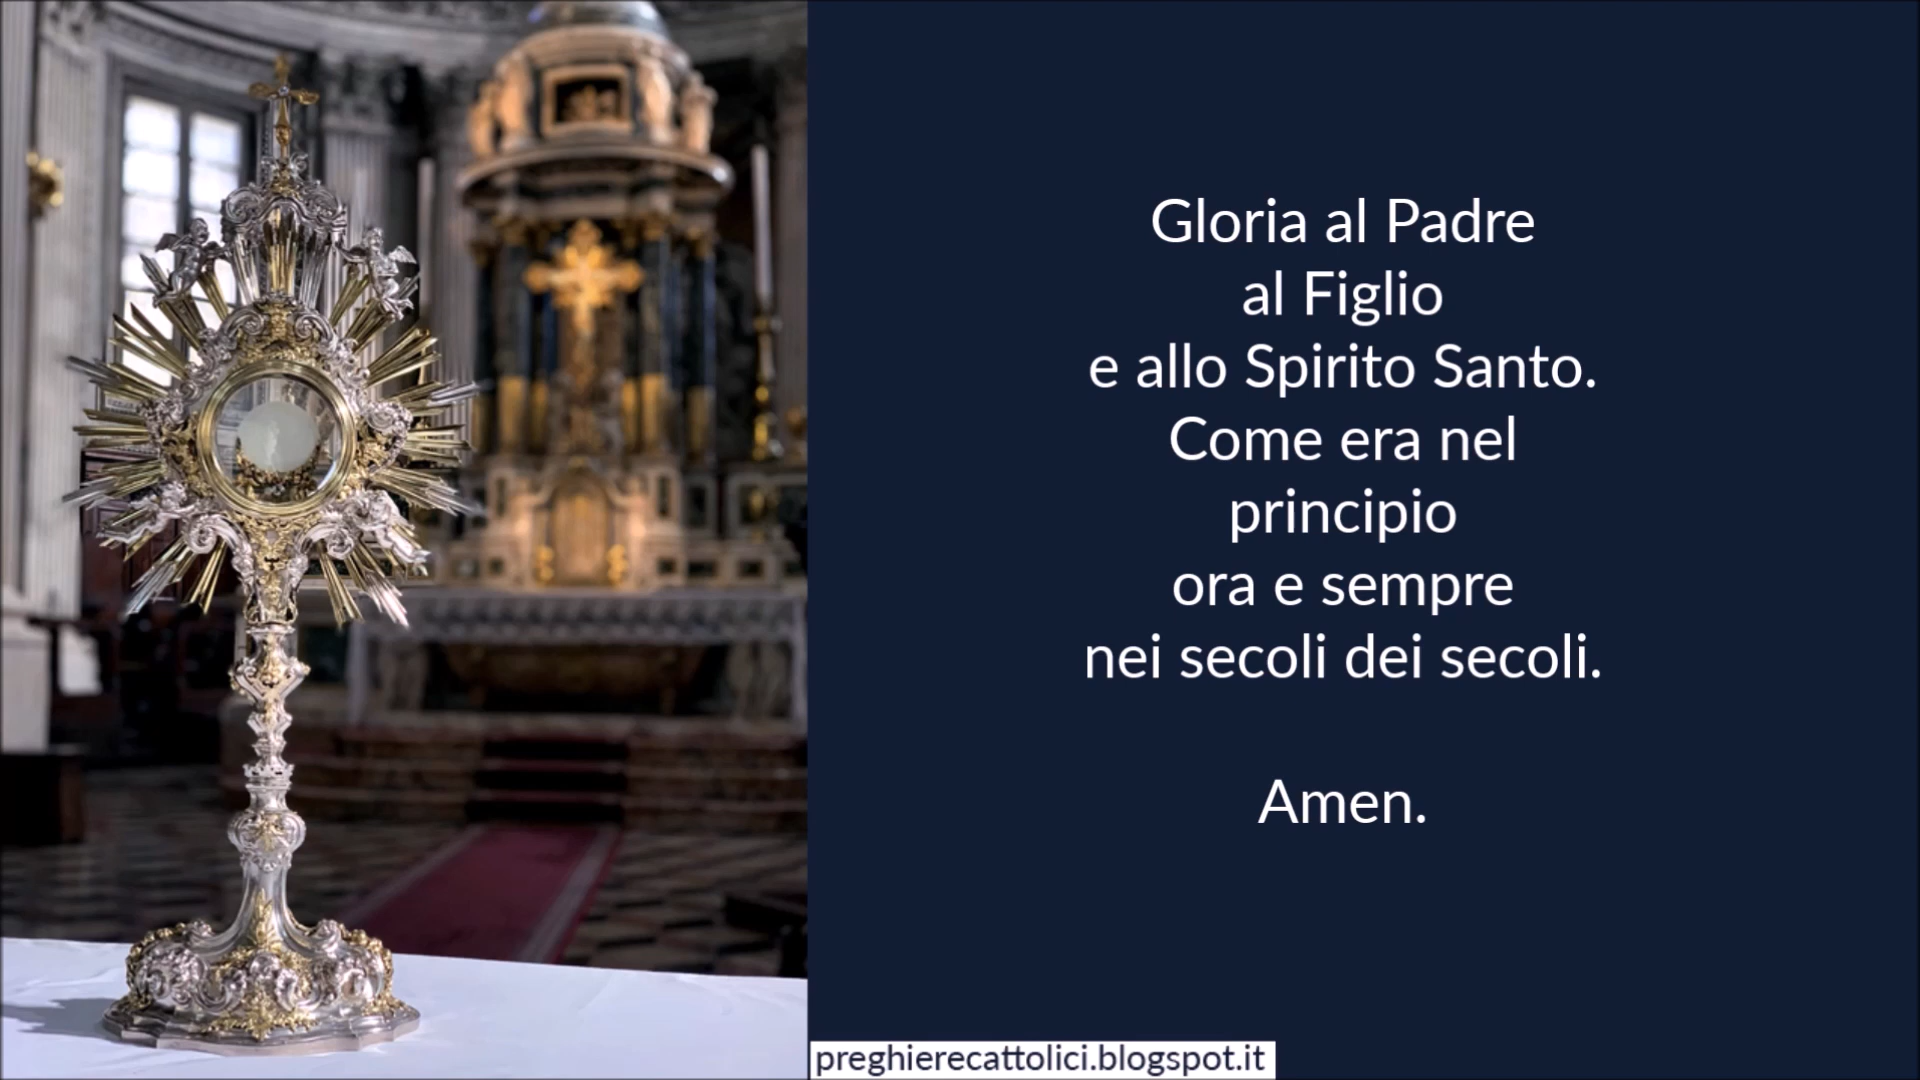 Gloria al Padre
al Figlio
e allo Spirito Santo.
Come era nel
principio
ora e sempre
nei secoli dei secoli.
Amen.
preghierecattolici.blogspot.it